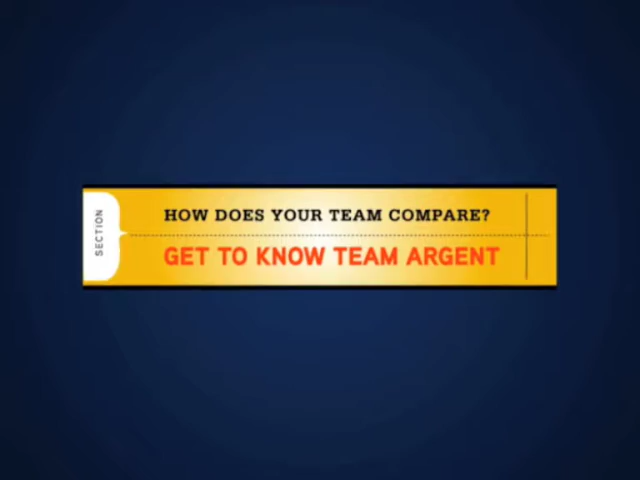 SECTION
HOW DOES YOUR TEAM COMPARE?
GET TO KNOW TEAM ARGENT